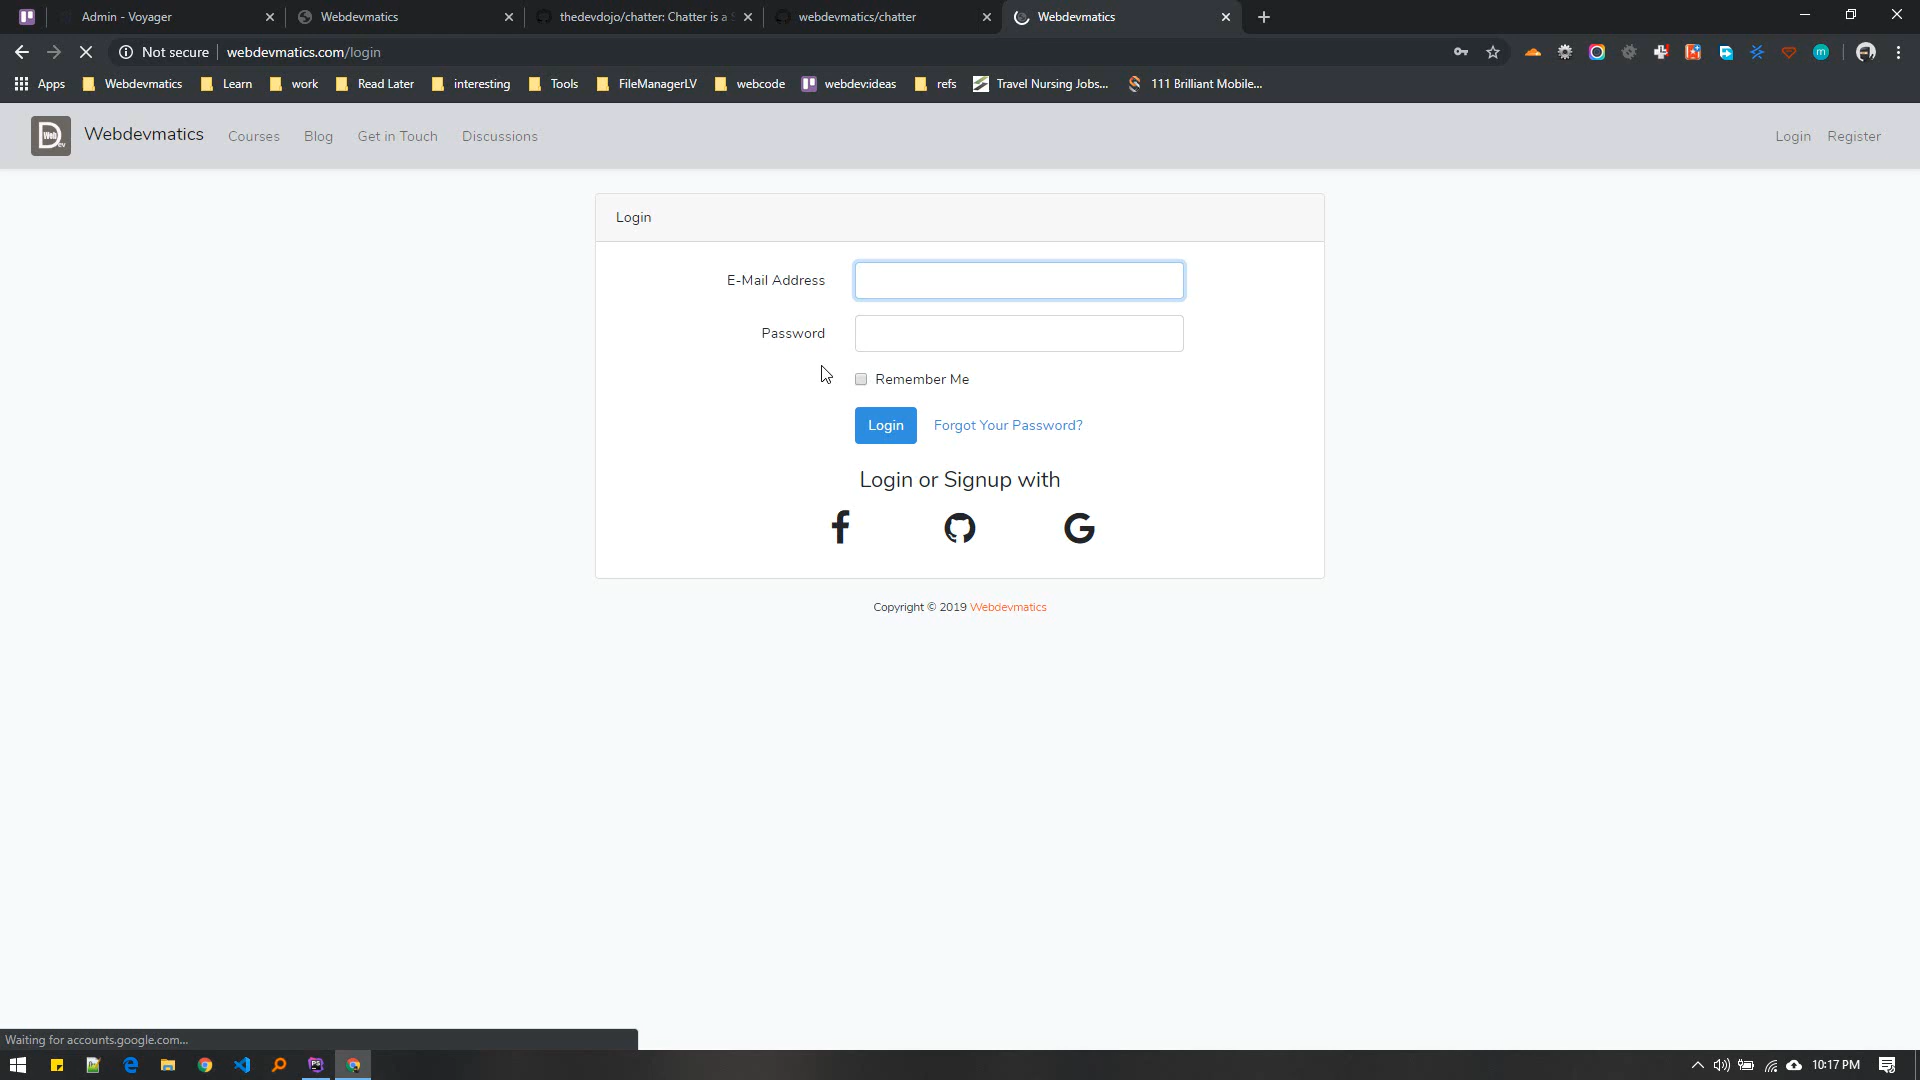 Admin - Voyager
Webdevmatics
thedevdojo/chatter: Chatter is a
webdevmatics/chatter
Webdevmatics
Not secure
webdevmatics.com/login
Apps
Webdevmatics
Learn
work
Read Later
interesting
Tools
FileManagerLV
webcode
webdev:ideas
refs
Travel Nursing Jobs...
111 Brilliant Mobile...
Webdevmatics
Courses
Blog
Get in Touch
Discussions
Login
Register
Login
E-Mail Address
Password
Remember Me
Login
Forgot Your Password?
Login or Signup with
Copyright © 2019 Webdevmatics
Waiting for accounts.google.com...
10:17 PM